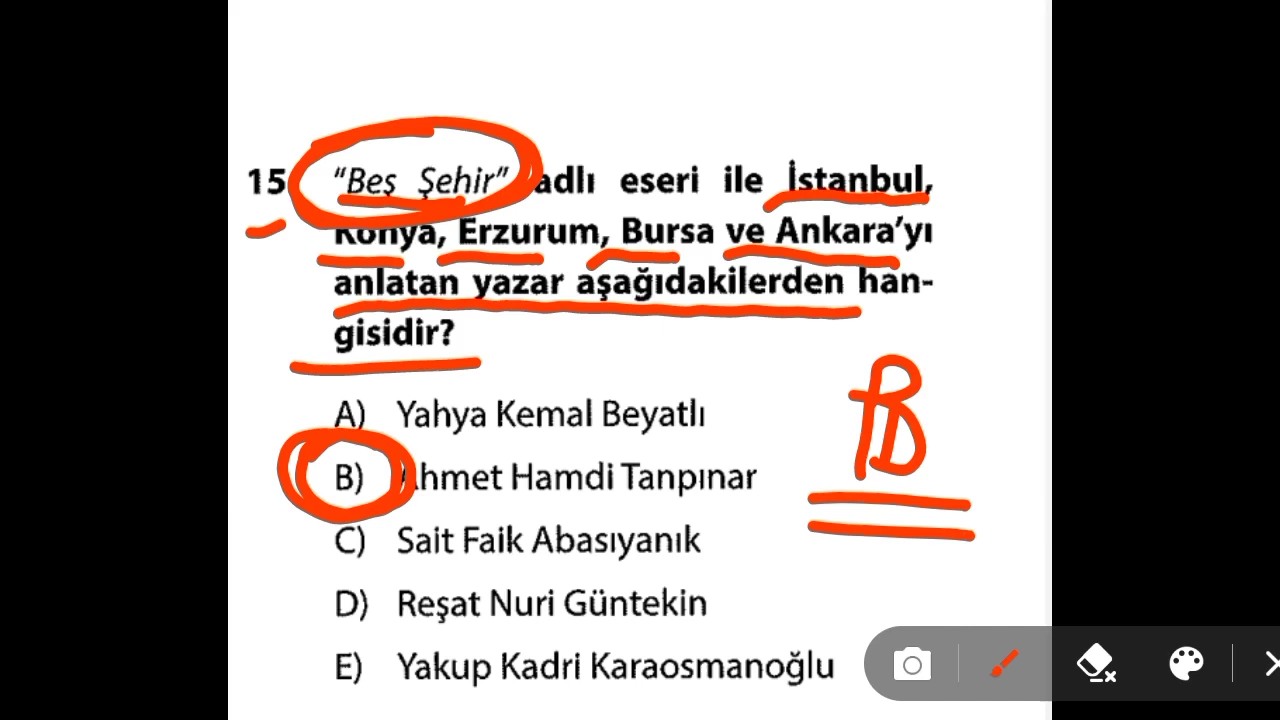 15 "Beş Şehir" adlı eseri ile İstanbul,
Konya, Erzurum, Bursa ve Ankara'yı
anlatan yazar aşağıdakilerden han-
gisidir?
A) Yahya Kemal Beyatlı
B) Ahmet Hamdi Tanpınar
B
C) Sait Faik Abasıyanık
D) Reşat Nuri Güntekin
E) Yakup Kadri Karaosmanoğlu